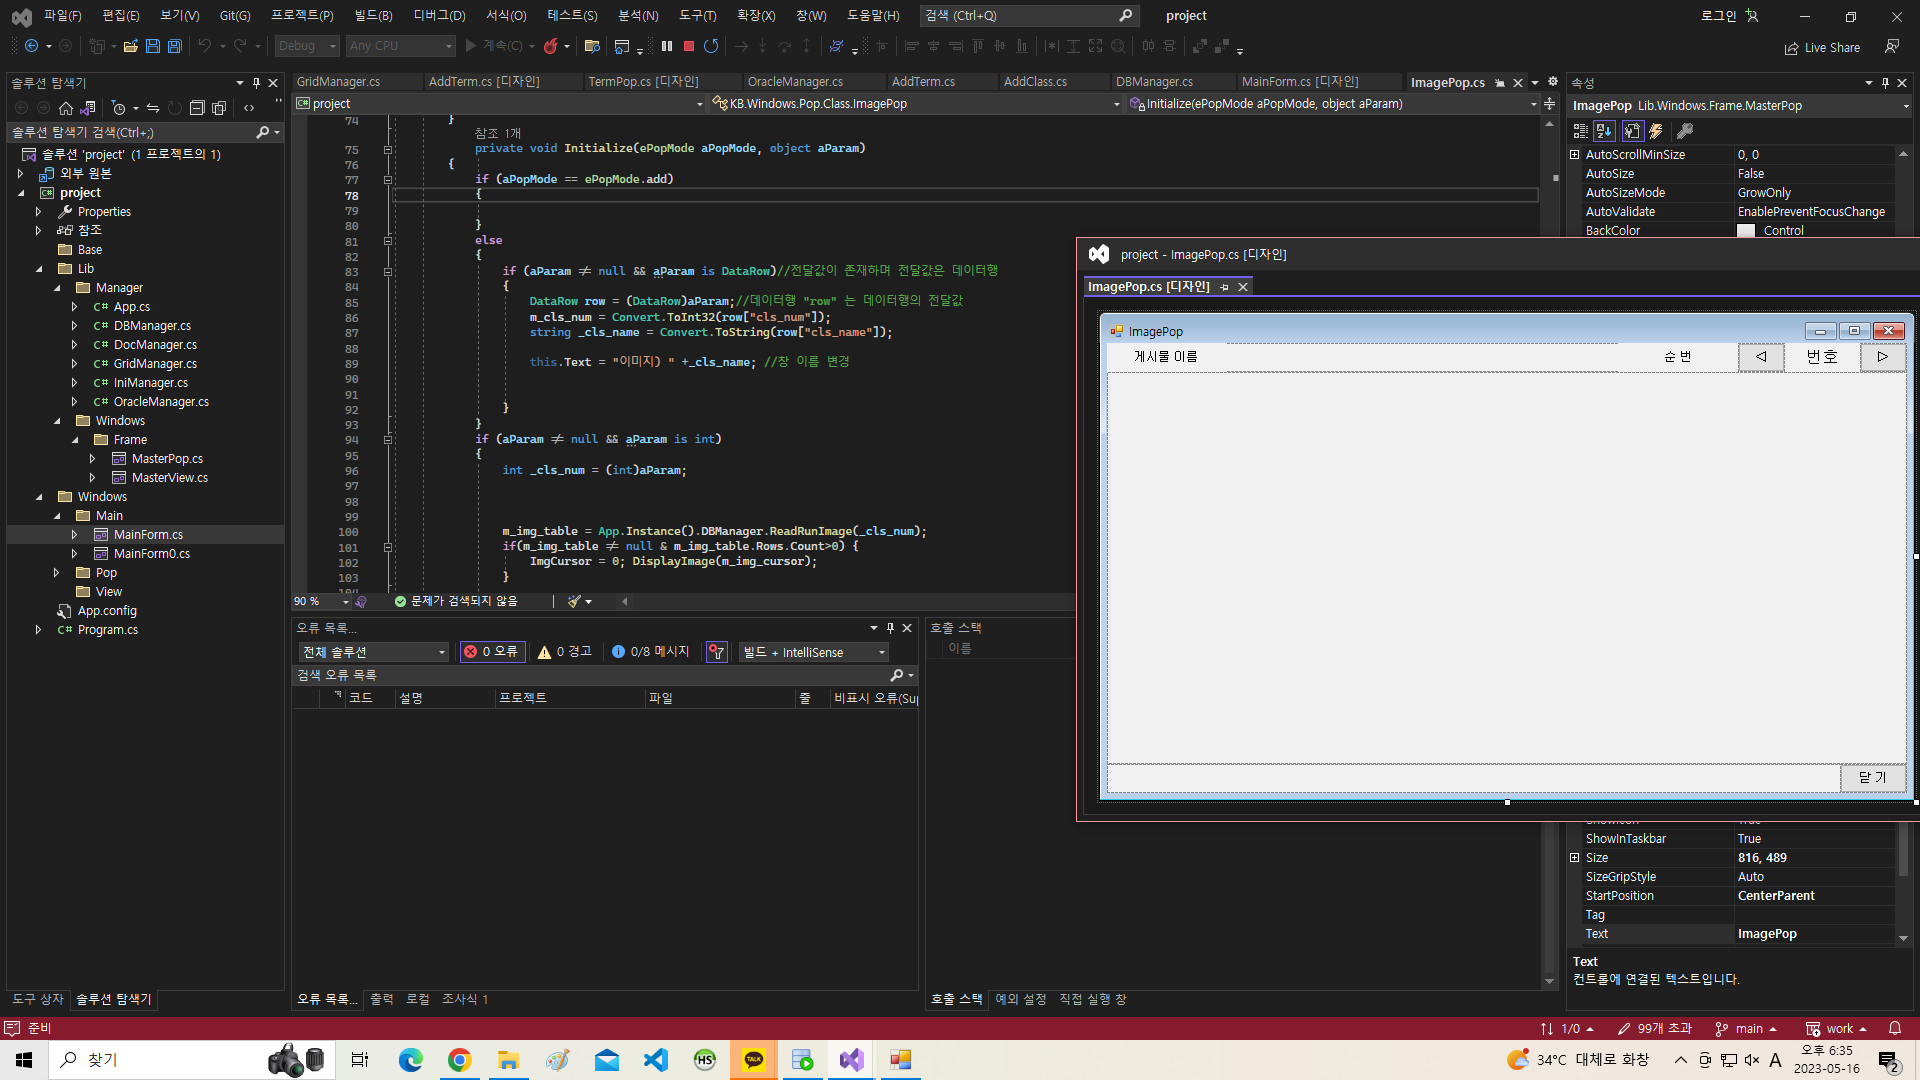 파일(F) 편집(E) 보기(V) Git(G) 프로젝트(P) 빌드(B) 디버그(D) 서식(O) 테스트(S) 분석(N) 도구(T) 확장(X) 창(W) 도움말(H) 검색 (Ctrl+Q) project 로그인
Debug Any CPU 계속(C) Live Share
솔루션 탐색기
솔루션 탐색기 검색(Ctrl+;)
솔루션 'project' (1 프로젝트의 1)
외부 원본
project
Properties
참조
Base
Lib
Manager
App.cs
DBManager.cs
DocManager.cs
GridManager.cs
IniManager.cs
OracleManager.cs
Windows
Frame
MasterPop.cs
MasterView.cs
Windows
Main
MainForm.cs
MainForm0.cs
Pop
View
App.config
Program.cs
도구 상자 솔루션 탐색기
GridManager.cs AddTerm.cs [디자인] TermPop.cs [디자인] OracleManager.cs AddTerm.cs AddClass.cs DBManager.cs MainForm.cs [디자인] ImagePop.cs
project KB.Windows.Pop.Class.ImagePop Initialize(ePopMode aPopMode, object aParam)
74 }
참조 1개
75 private void Initialize(ePopMode aPopMode, object aParam)
76 {
77 if (aPopMode == ePopMode.add)
78 {
79
80 }
81 else
82 {
83 if (aParam != null && aParam is DataRow)//전달값이 존재하며 전달값은 데이터행
84 {
85 DataRow row = (DataRow)aParam;//데이터행 "row" 는 데이터행의 전달값
86 m_cls_num = Convert.ToInt32(row["cls_num"]);
87 string _cls_name = Convert.ToString(row["cls_name"]);
88
89 this.Text = "이미지) " +_cls_name; //창 이름 변경
90
91
92 }
93 }
94 if (aParam != null && aParam is int)
95 {
96 int _cls_num = (int)aParam;
97
98
99
100 m_img_table = App.Instance().DBManager.ReadRunImage(_cls_num);
101 if(m_img_table != null & m_img_table.Rows.Count>0) {
102 ImgCursor = 0; DisplayImage(m_img_cursor);
103 }
90 % 문제가 검색되지 않음
오류 목록...
전체 솔루션 0 오류 0 경고 0/8 메시지 빌드 + IntelliSense
검색 오류 목록
코드 설명 프로젝트 파일 줄 비표시 오류(Su
오류 목록... 출력 로컬 조사식 1
호출 스택
이름
호출 스택 예외 설정 직접 실행 창
속성
ImagePop Lib.Windows.Frame.MasterPop
AutoScrollMinSize 0, 0
AutoSize False
AutoSizeMode GrowOnly
AutoValidate EnablePreventFocusChange
BackColor Control
project - ImagePop.cs [디자인]
ImagePop.cs [디자인]
ImagePop
게시물 이름 순 번 ◁ 번호 ▷
닫 기
ShowIcon True
ShowInTaskbar True
Size 816, 489
SizeGripStyle Auto
StartPosition CenterParent
Tag
Text ImagePop
Text
컨트롤에 연결된 텍스트입니다.
준비 1/0 99개 초과 main work
찾기 HS TALK 34°C 대체로 화창 A 오후 6:35
2023-05-16 2